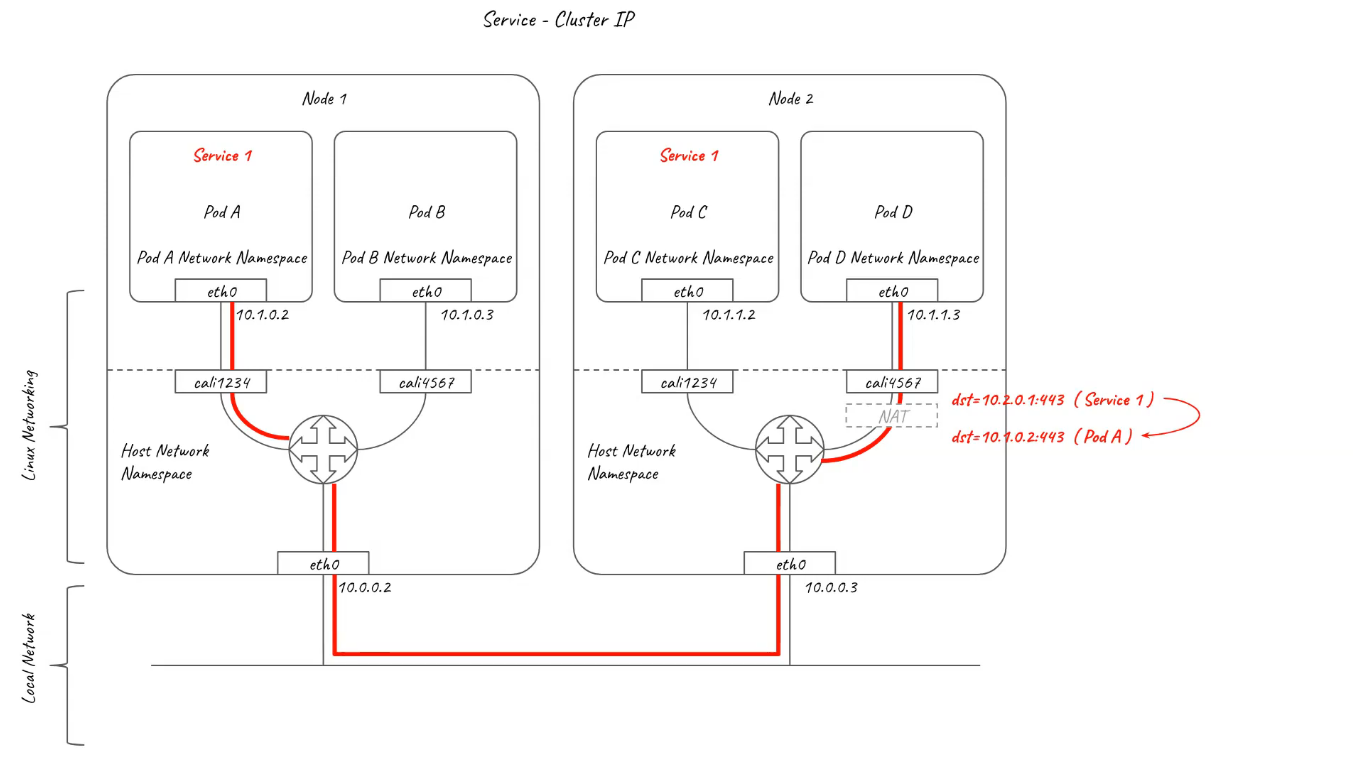 Service - Cluster IP
Node 1
Service 1
Pod A
Pod A Network Namespace
eth0
10.1.0.2
Pod B
Pod B Network Namespace
eth0
10.1.0.3
cali1234
cali4567
Host Network
Namespace
eth0
10.0.0.2
Node 2
Service 1
Pod C
Pod C Network Namespace
eth0
10.1.1.2
Pod D
Pod D Network Namespace
eth0
10.1.1.3
cali1234
cali4567
NAT
dst=10.2.0.1:443 (Service 1)
dst=10.1.0.2:443 (Pod A)
Host Network
Namespace
eth0
10.0.0.3
Linux Networking
Local Network